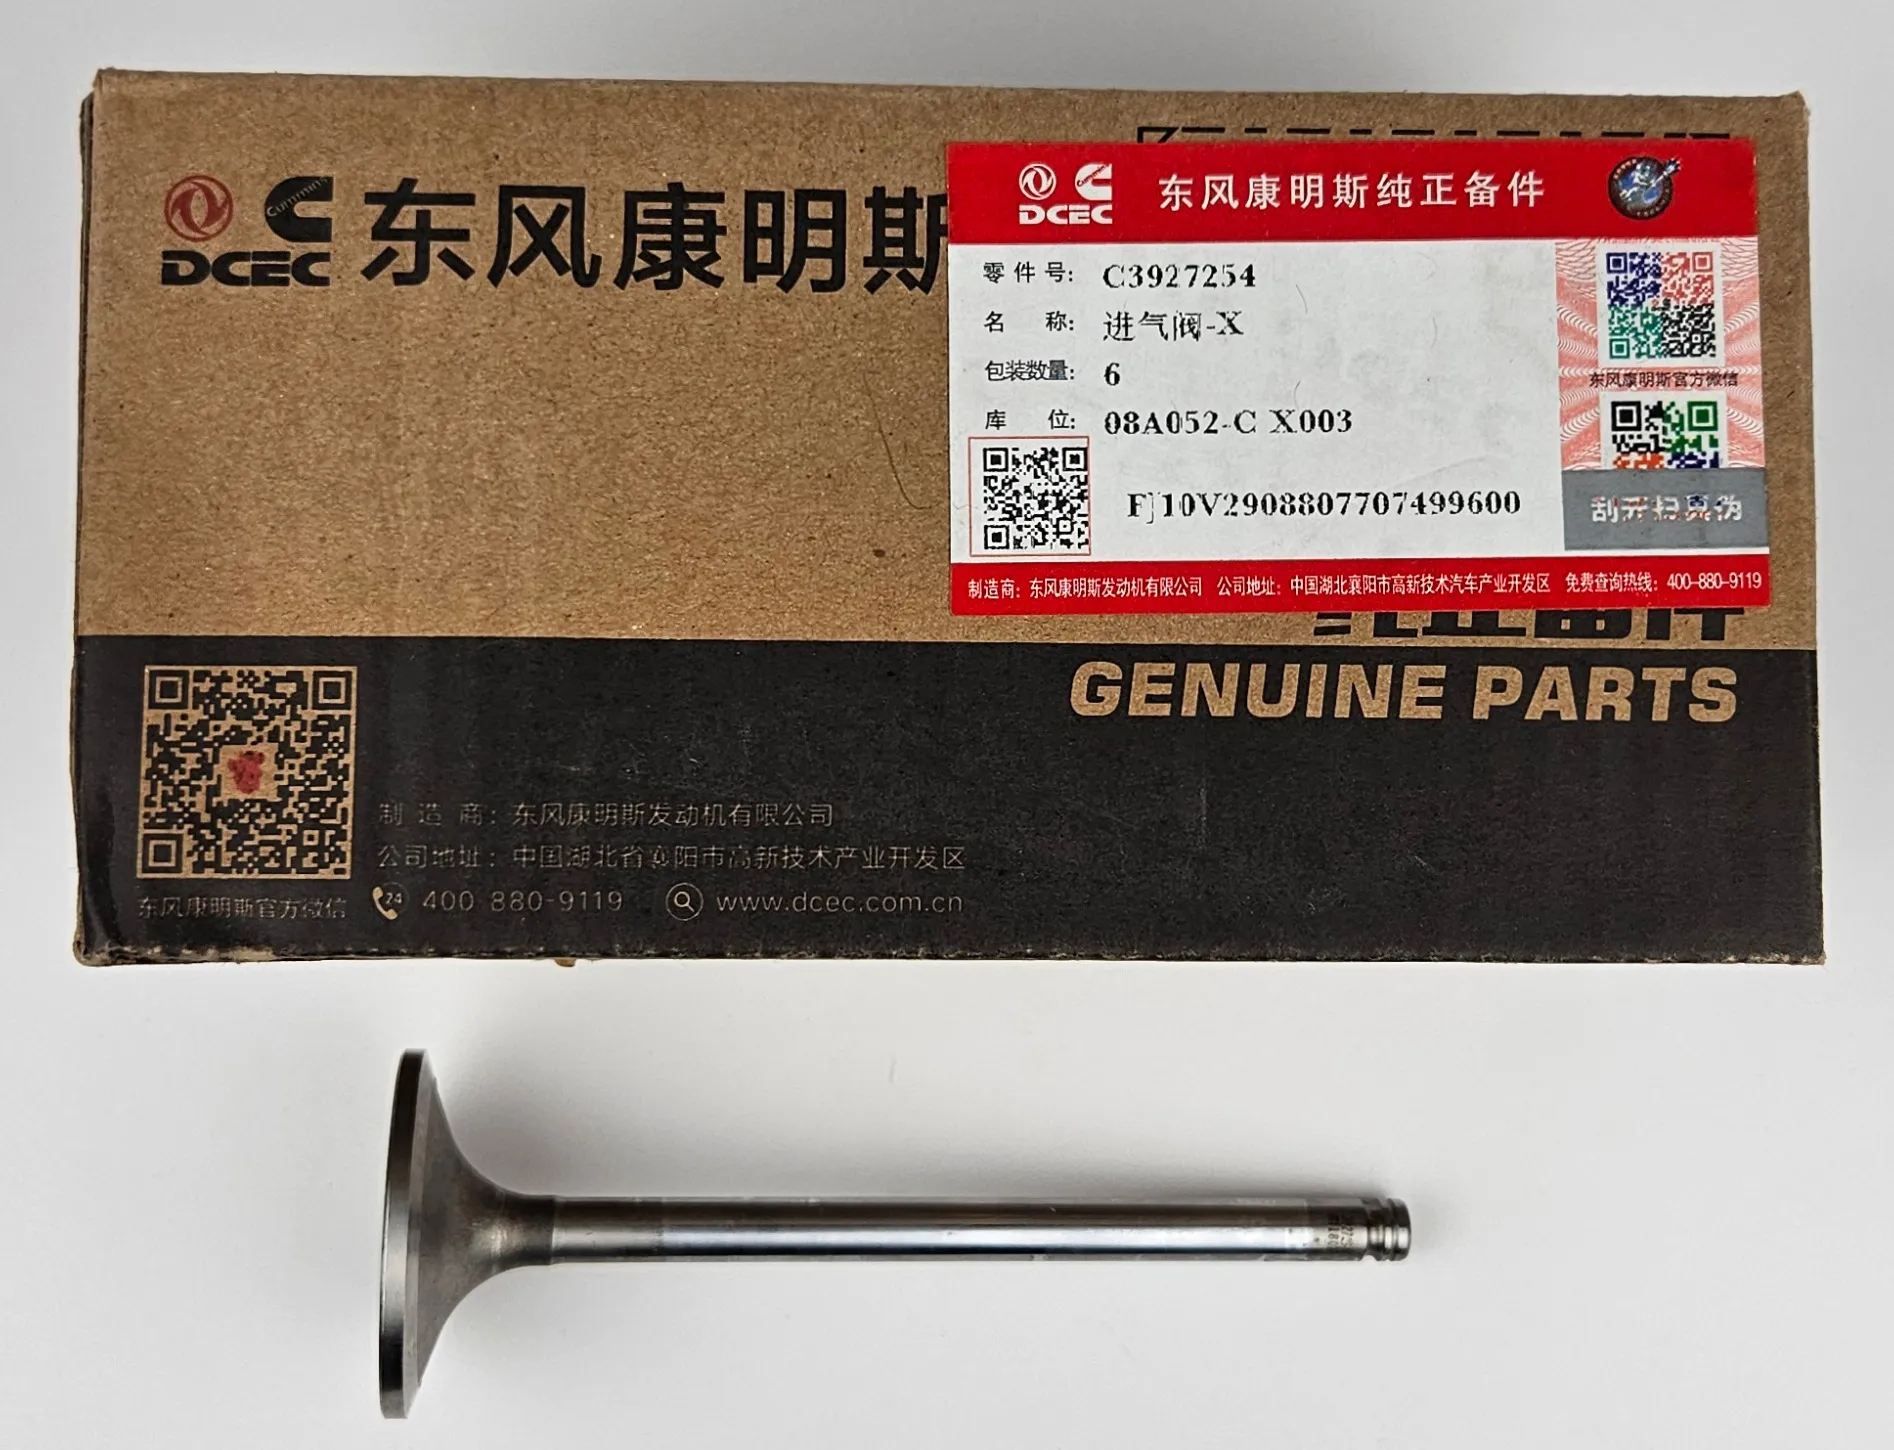 Cummins
DCEC 东风康明斯
DCEC 东风康明斯纯正备件
零件号: C3927254
名称: 进气阀-X
包装数量: 6
库位: 08A052-C X003
FJ10V2908807707499600
东风康明斯官方微信
刮开扫真伪
制造商: 东风康明斯发动机有限公司 公司地址: 中国湖北襄阳市高新技术汽车产业开发区 免费查询热线: 400-880-9119
GENUINE PARTS
制造商: 东风康明斯发动机有限公司
公司地址: 中国湖北省襄阳市高新技术产业开发区
24 400 880-9119 www.dcec.com.cn
东风康明斯官方微信